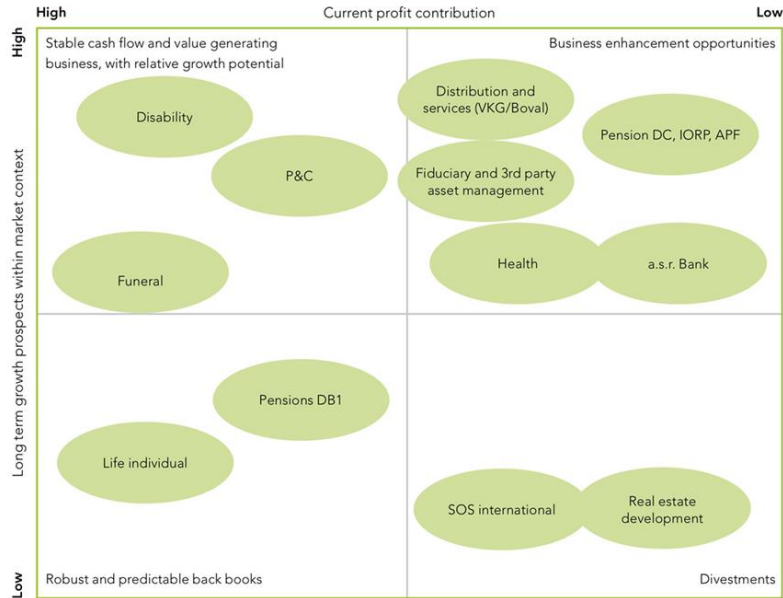 High
Current profit contribution
Low
High
Long term growth prospects within market context
Low
Stable cash flow and value generating
business, with relative growth potential
Business enhancement opportunities
Disability
P&C
Funeral
Distribution and
services (VKG/Boval)
Pension DC, IORP, APF
Fiduciary and 3rd party
asset management
Health
a.s.r. Bank
Pensions DB1
Life individual
SOS international
Real estate
development
Robust and predictable back books
Divestments